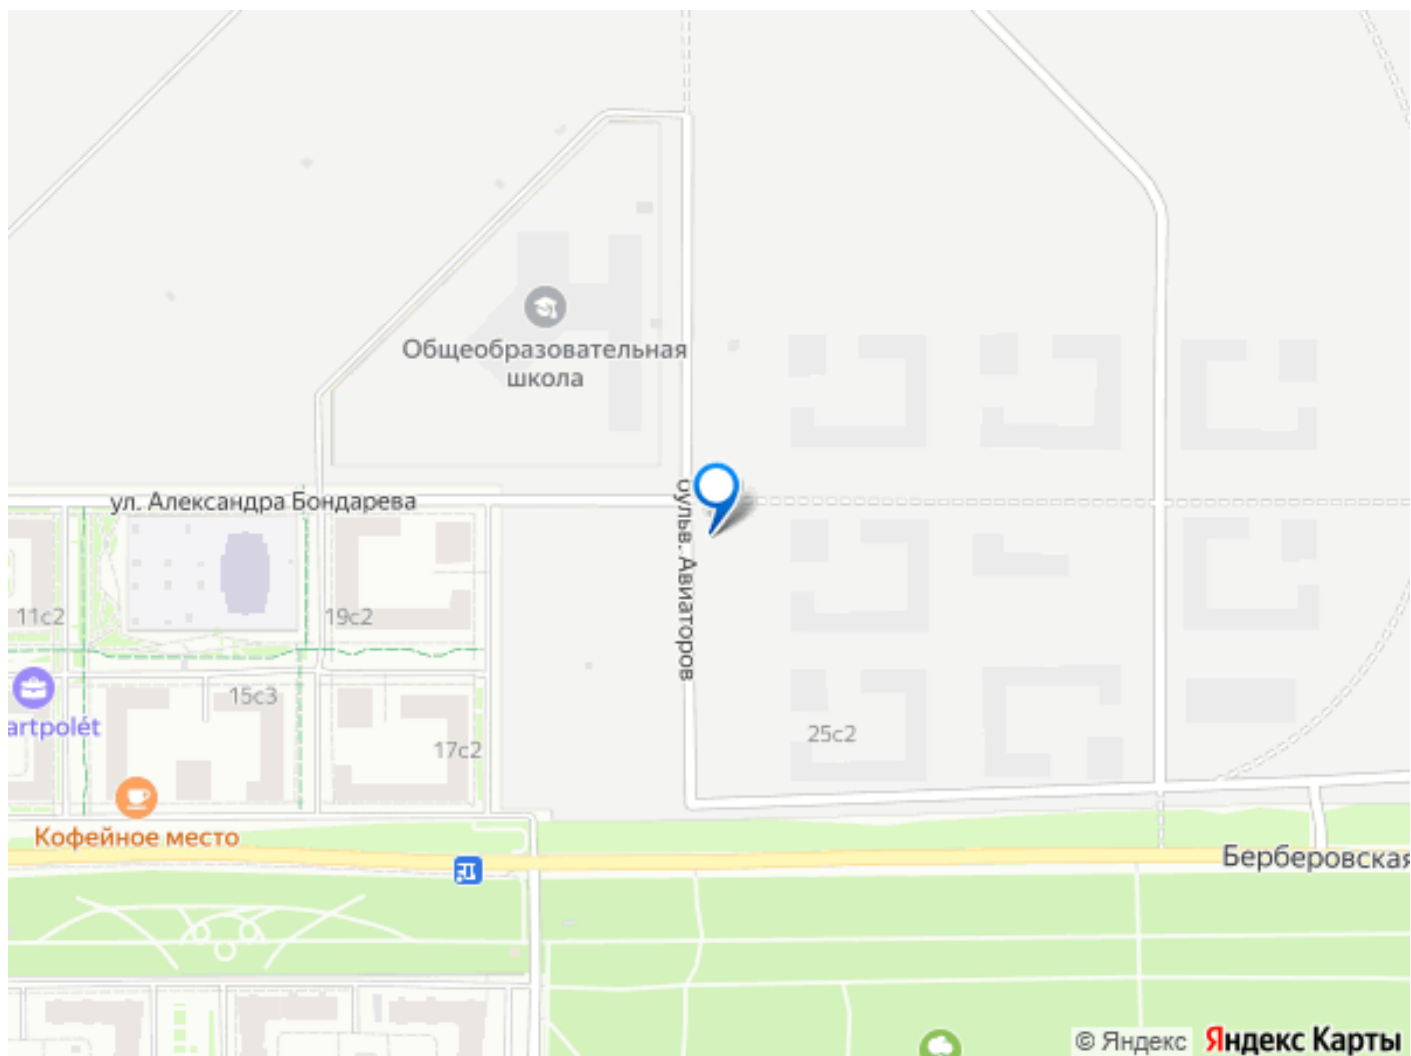 Общеобразовательная
школа
ул. Александра Бондарева
бульв. Авиаторов
11с2
19с2
15с3
artpolét
17с2
25с2
Кофейное место
Берберовская
© Яндекс Яндекс Карты